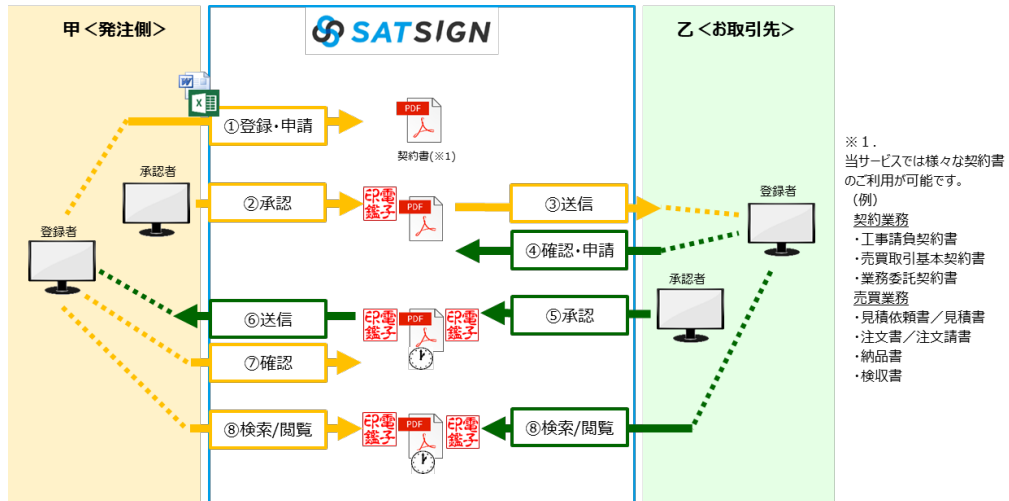 甲<発注側>
SATSIGN
乙<お取引先>
W
X
①登録・申請
PDF
契約書(※1)
承認者
②承認
電子印鑑
PDF
③送信
登録者
④確認・申請
登録者
承認者
⑥送信
電子印鑑
PDF
電子印鑑
⑤承認
⑦確認
⑧検索/閲覧
電子印鑑
PDF
電子印鑑
⑧検索/閲覧
※１．
当サービスでは様々な契約書
のご利用が可能です。
（例）
契約業務
・工事請負契約書
・売買取引基本契約書
・業務委託契約書
売買業務
・見積依頼書／見積書
・注文書／注文請書
・納品書
・検収書